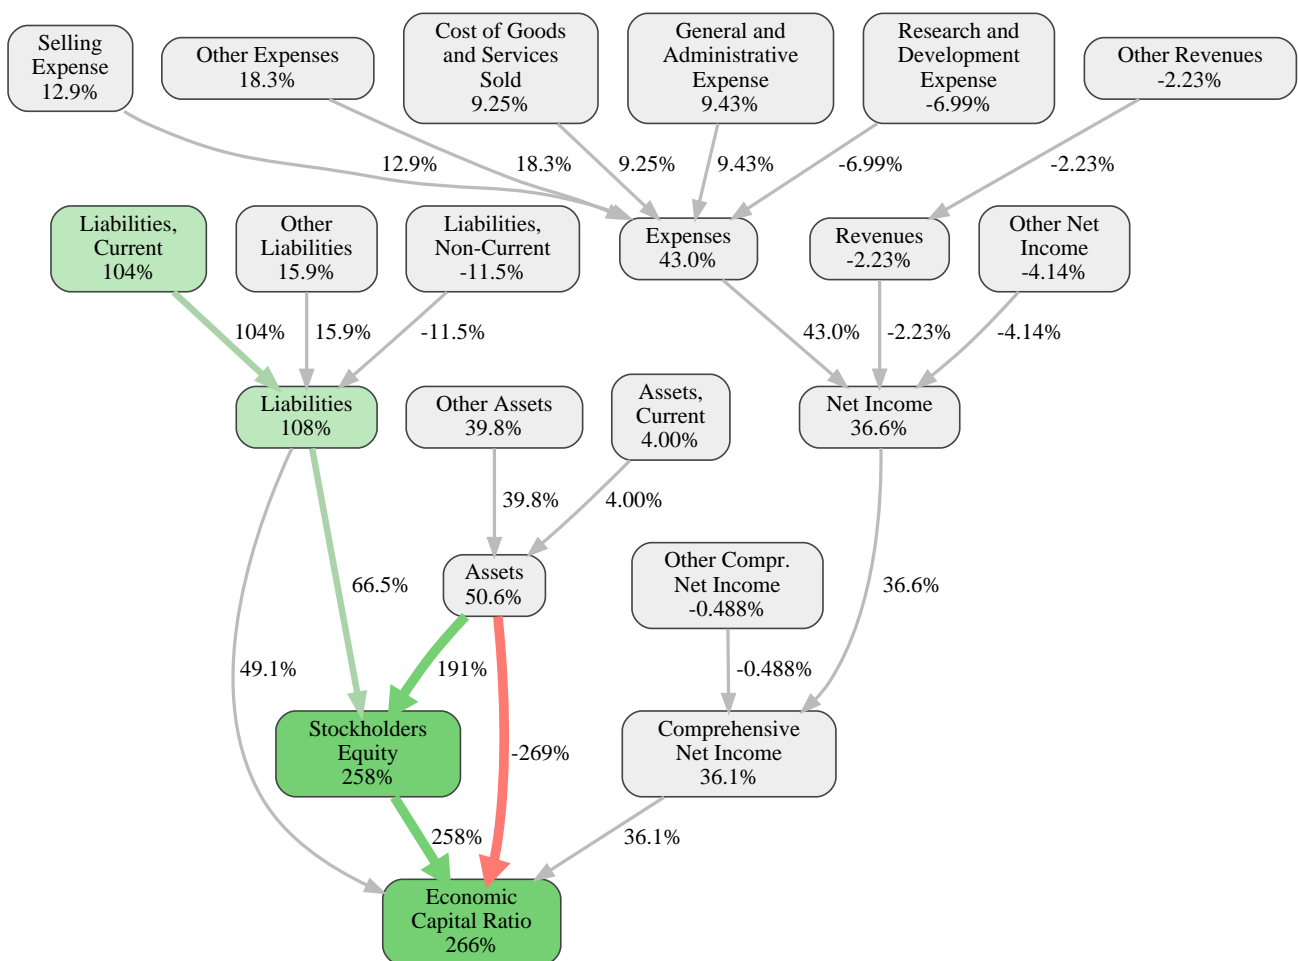 Selling
Expense
12.9%
Other Expenses
18.3%
Cost of Goods
and Services
Sold
9.25%
General and
Administrative
Expense
9.43%
Research and
Development
Expense
-6.99%
Other Revenues
-2.23%
12.9%
18.3%
9.25%
9.43%
-6.99%
-2.23%
Liabilities,
Current
104%
Other
Liabilities
15.9%
Liabilities,
Non-Current
-11.5%
Expenses
43.0%
Revenues
-2.23%
Other Net
Income
-4.14%
104%
15.9%
-11.5%
43.0%
-2.23%
-4.14%
Liabilities
108%
Other Assets
39.8%
Assets,
Current
4.00%
Net Income
36.6%
39.8%
4.00%
Assets
50.6%
Other Compr.
Net Income
-0.488%
66.5%
36.6%
49.1%
191%
-0.488%
Stockholders
Equity
258%
-269%
Comprehensive
Net Income
36.1%
258%
36.1%
Economic
Capital Ratio
266%